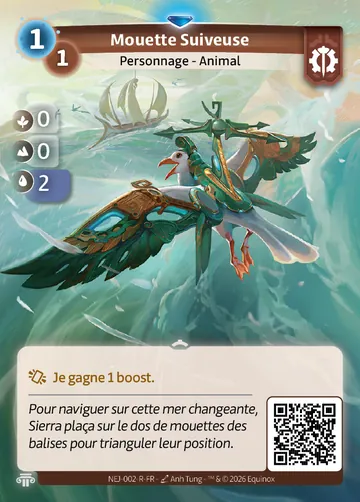 1
Mouette Suiveuse
1
Personnage - Animal
0
0
2
Je gagne 1 boost.
Pour naviguer sur cette mer changeante,
Sierra plaça sur le dos de mouettes des
balises pour trianguler leur position.
NEJ-002-R-FR - Anh Tung - ™ & © 2026 Equinox